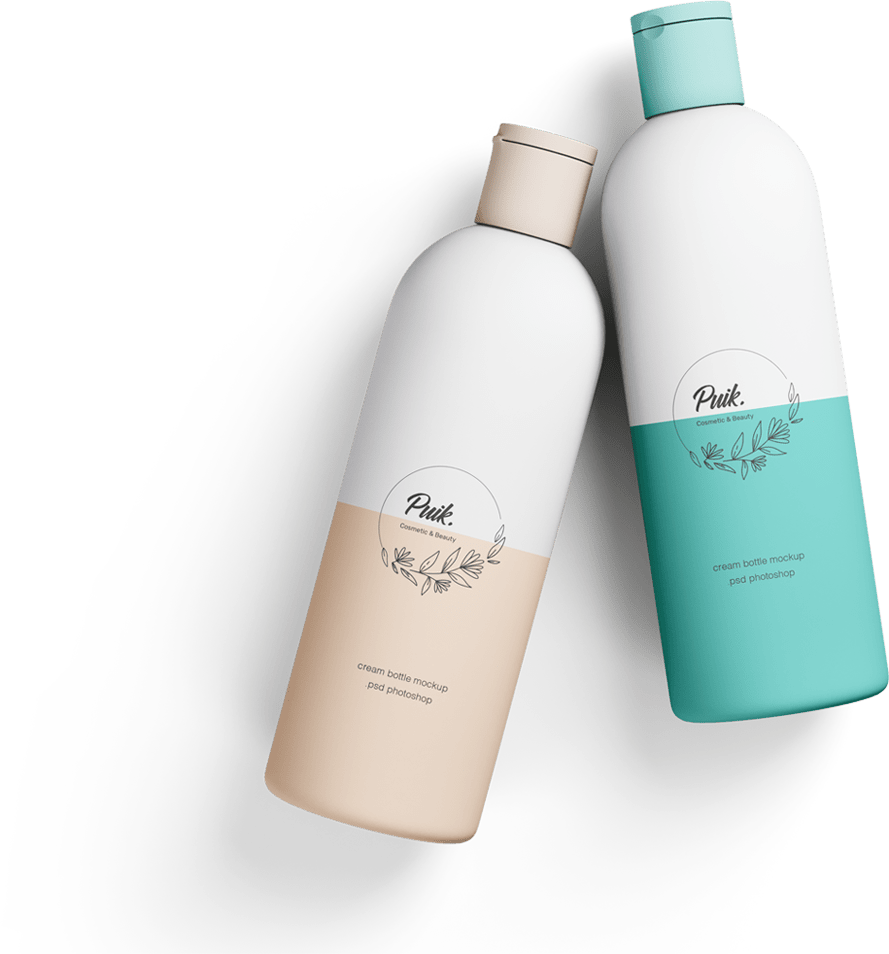 Puik.
Cosmetic & Beauty
cream bottle mockup
.psd photoshop
Puik.
Cosmetic & Beauty
cream bottle mockup
.psd photoshop